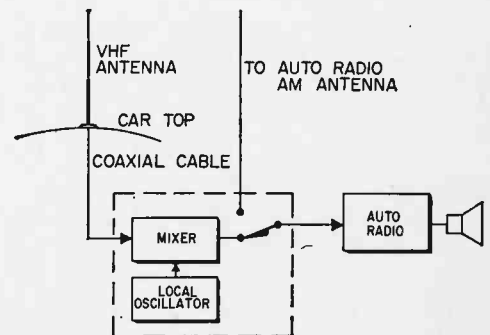 VHF
ANTENNA
TO AUTO RADIO
AM ANTENNA
CAR TOP
COAXIAL CABLE
MIXER
AUTO
RADIO
LOCAL
OSCILLATOR